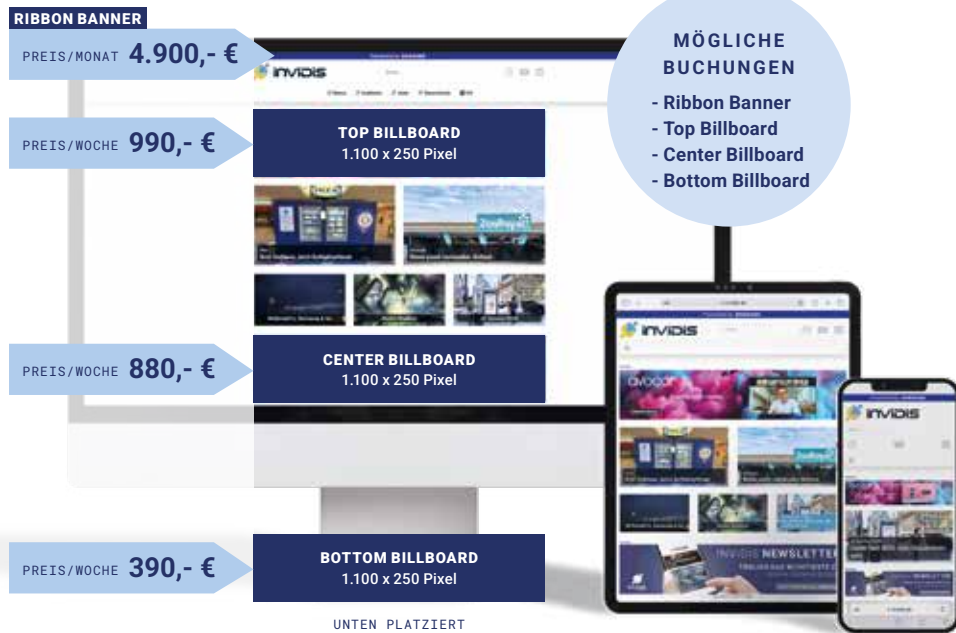 RIBBON BANNER
PREIS/MONAT 4.900,- €
invidis
MÖGLICHE
BUCHUNGEN
- Ribbon Banner
- Top Billboard
- Center Billboard
- Bottom Billboard
PREIS/WOCHE 990,- €
TOP BILLBOARD
1.100 x 250 Pixel
PREIS/WOCHE 880,- €
CENTER BILLBOARD
1.100 x 250 Pixel
invidis
avocor
invidis
PREIS/WOCHE 390,- €
BOTTOM BILLBOARD
1.100 x 250 Pixel
INVIDIS NEWSLETTER
UNTEN PLATZIERT